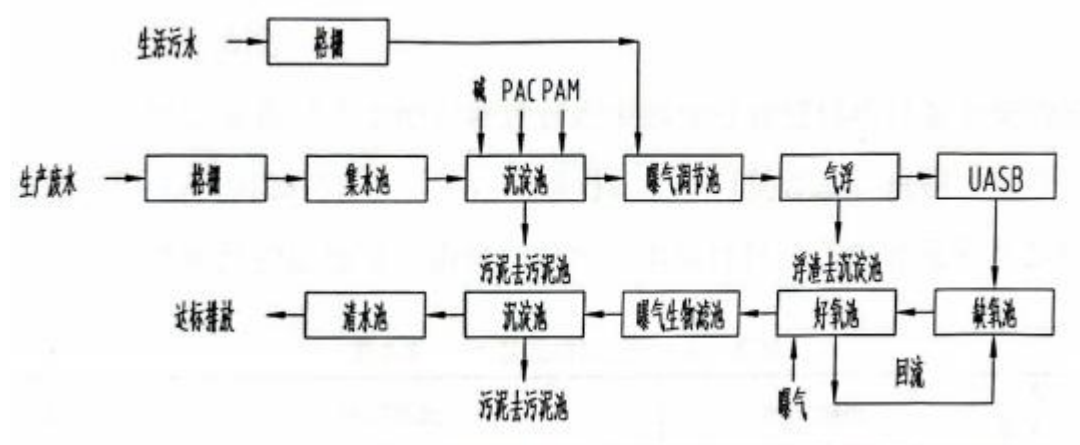 生活污水 格栅
碱 PAC PAM
生产废水 格栅 集水池 沉淀池 曝气调节池 气浮 UASB
污泥去污泥池 浮渣去沉淀池
达标排放 清水池 沉淀池 曝气生物滤池 好氧池 缺氧池
污泥去污泥池 曝气 回流